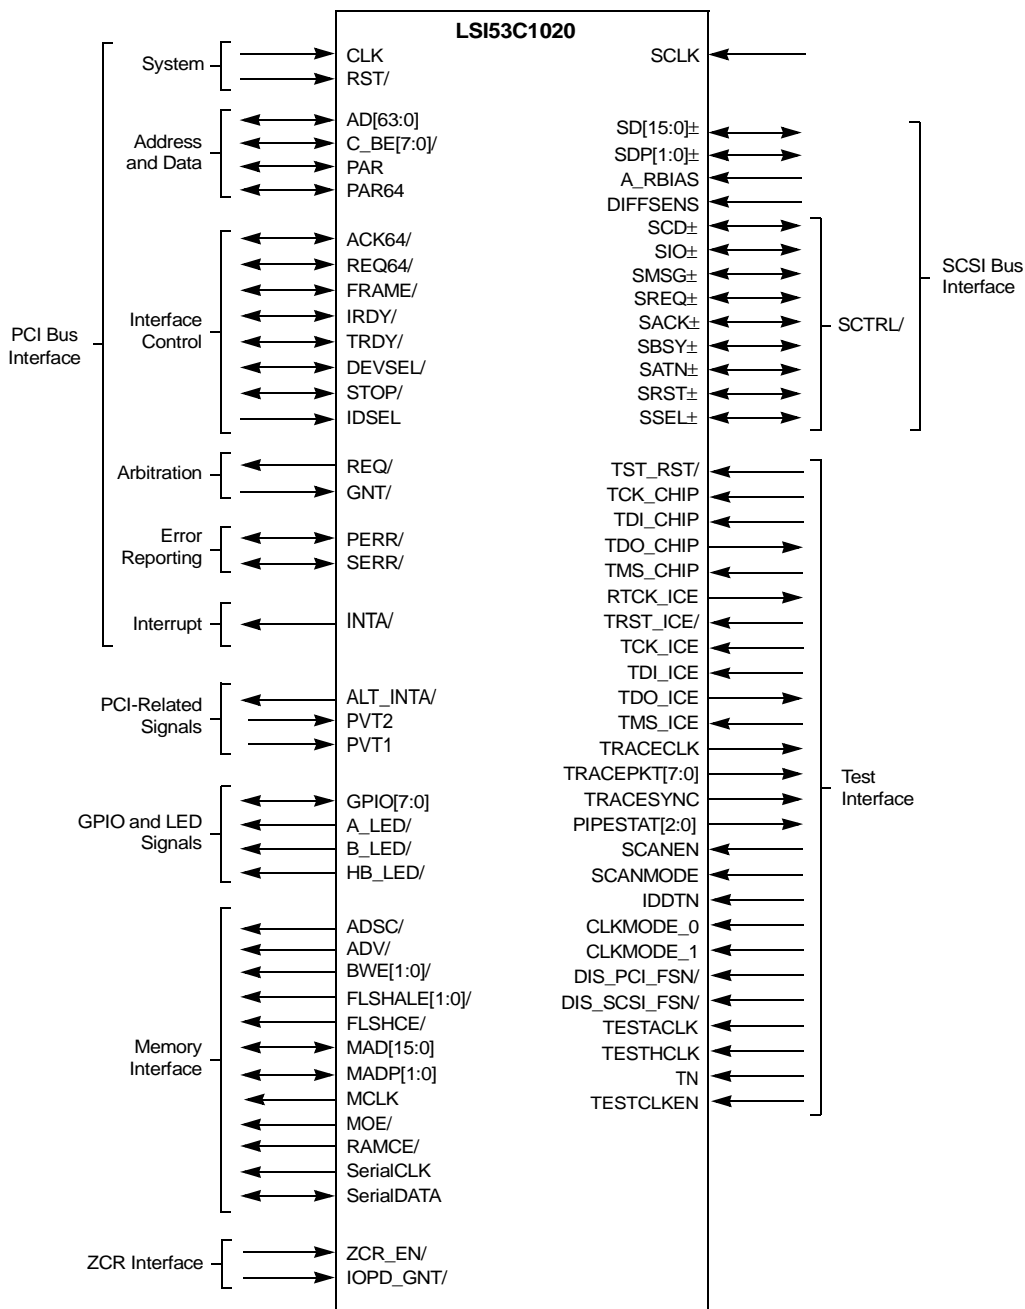 LSI53C1020
PCI Bus
Interface
System
CLK
RST/
Address
and Data
AD[63:0]
C_BE[7:0]/
PAR
PAR64
Interface
Control
ACK64/
REQ64/
FRAME/
IRDY/
TRDY/
DEVSEL/
STOP/
IDSEL
Arbitration
REQ/
GNT/
Error
Reporting
PERR/
SERR/
Interrupt
INTA/
PCI-Related
Signals
ALT_INTA/
PVT2
PVT1
GPIO and LED
Signals
GPIO[7:0]
A_LED/
B_LED/
HB_LED/
Memory
Interface
ADSC/
ADV/
BWE[1:0]/
FLSHALE[1:0]/
FLSHCE/
MAD[15:0]
MADP[1:0]
MCLK
MOE/
RAMCE/
SerialCLK
SerialDATA
ZCR Interface
ZCR_EN/
IOPD_GNT/
SCLK
SD[15:0]±
SDP[1:0]±
A_RBIAS
DIFFSENS
SCD±
SIO±
SMSG±
SREQ±
SACK±
SBSY±
SATN±
SRST±
SSEL±
SCTRL/
SCSI Bus
Interface
TST_RST/
TCK_CHIP
TDI_CHIP
TDO_CHIP
TMS_CHIP
RTCK_ICE
TRST_ICE/
TCK_ICE
TDI_ICE
TDO_ICE
TMS_ICE
TRACECLK
TRACEPKT[7:0]
TRACESYNC
PIPESTAT[2:0]
SCANEN
SCANMODE
IDDTN
CLKMODE_0
CLKMODE_1
DIS_PCI_FSN/
DIS_SCSI_FSN/
TESTACLK
TESTHCLK
TN
TESTCLKEN
Test
Interface